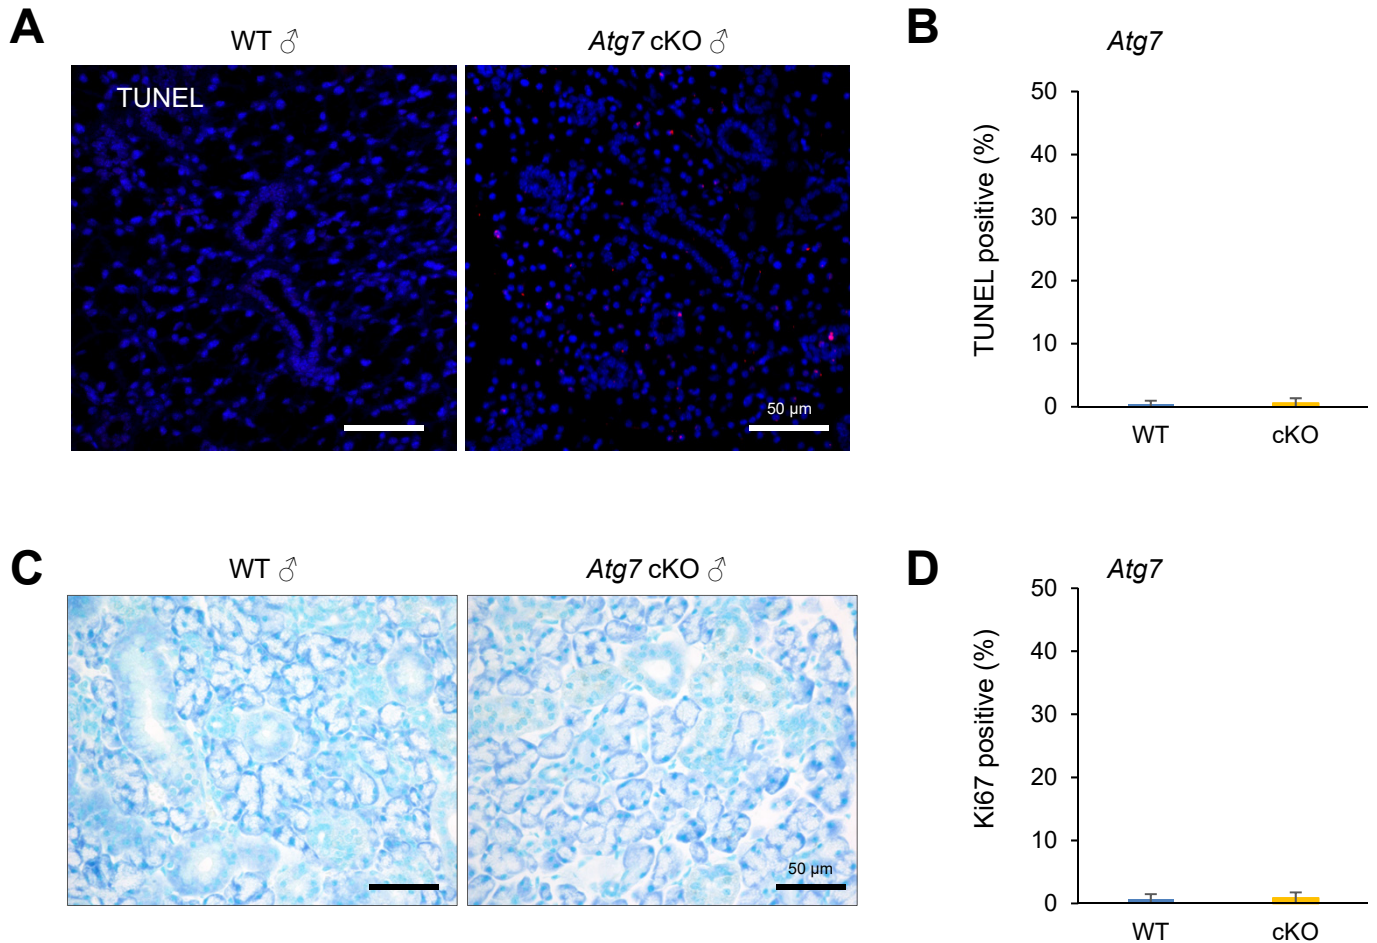 A
WT ♂
Atg7 cKO ♂
TUNEL
50 μm
B
Atg7
TUNEL positive (%)
50
40
30
20
10
0
WT
cKO
C
WT ♂
Atg7 cKO ♂
50 μm
D
Atg7
Ki67 positive (%)
50
40
30
20
10
0
WT
cKO